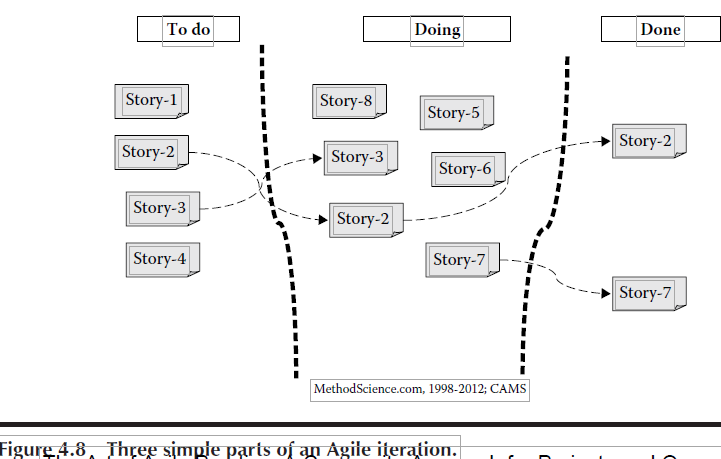 To do Doing Done
Story-1 Story-8 Story-5
Story-2 Story-3 Story-6 Story-2
Story-3 Story-2
Story-4 Story-7 Story-7
MethodScience.com, 1998-2012; CAMS
Figure 4.8 Three simple parts of an Agile iteration.